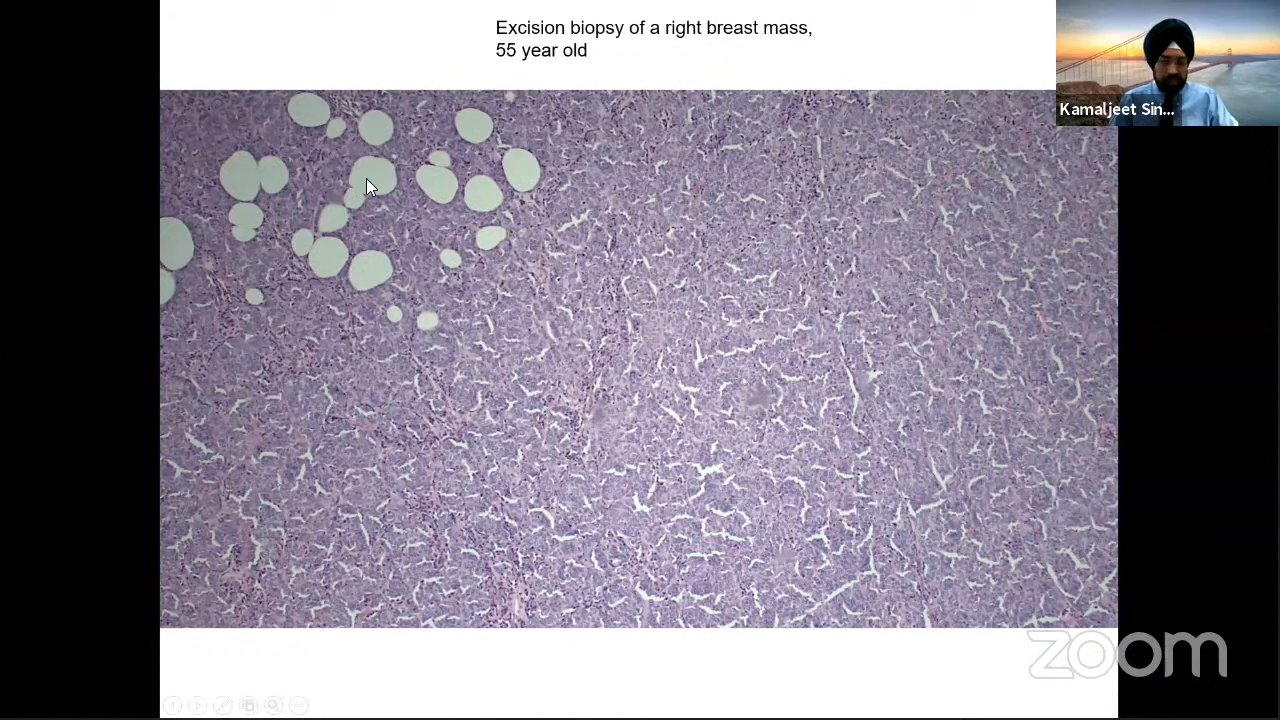 Excision biopsy of a right breast mass,
55 year old
Kamaljeet Sin...
zoom